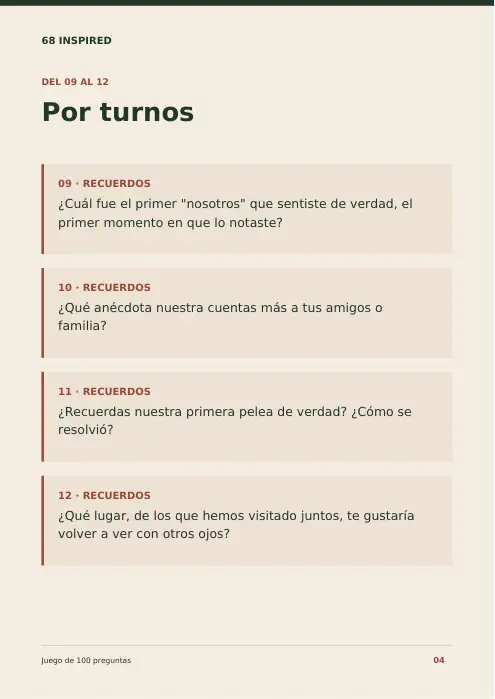 68 INSPIRED
DEL 09 AL 12
Por turnos
09 · RECUERDOS
¿Cuál fue el primer "nosotros" que sentiste de verdad, el
primer momento en que lo notaste?
10 · RECUERDOS
¿Qué anécdota nuestra cuentas más a tus amigos o
familia?
11 · RECUERDOS
¿Recuerdas nuestra primera pelea de verdad? ¿Cómo se
resolvió?
12 · RECUERDOS
¿Qué lugar, de los que hemos visitado juntos, te gustaría
volver a ver con otros ojos?
Juego de 100 preguntas
04